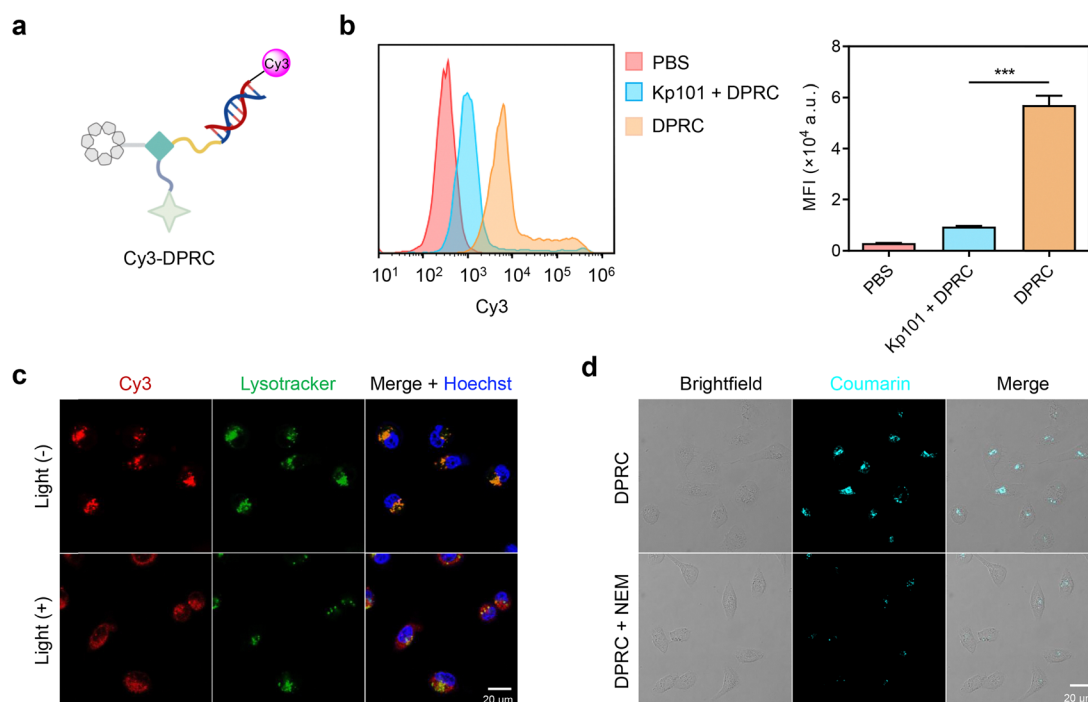 a
Cy3
Cy3-DPRC
b
PBS
Kp101 + DPRC
DPRC
10¹ 10² 10³ 10⁴ 10⁵ 10⁶
Cy3
***
8
6
4
2
0
MFI (×10⁴ a.u.)
PBS
Kp101 + DPRC
DPRC
c
Cy3 Lysotracker Merge + Hoechst
Light (-)
Light (+)
20 μm
d
Brightfield Coumarin Merge
DPRC
DPRC + NEM
20 μm